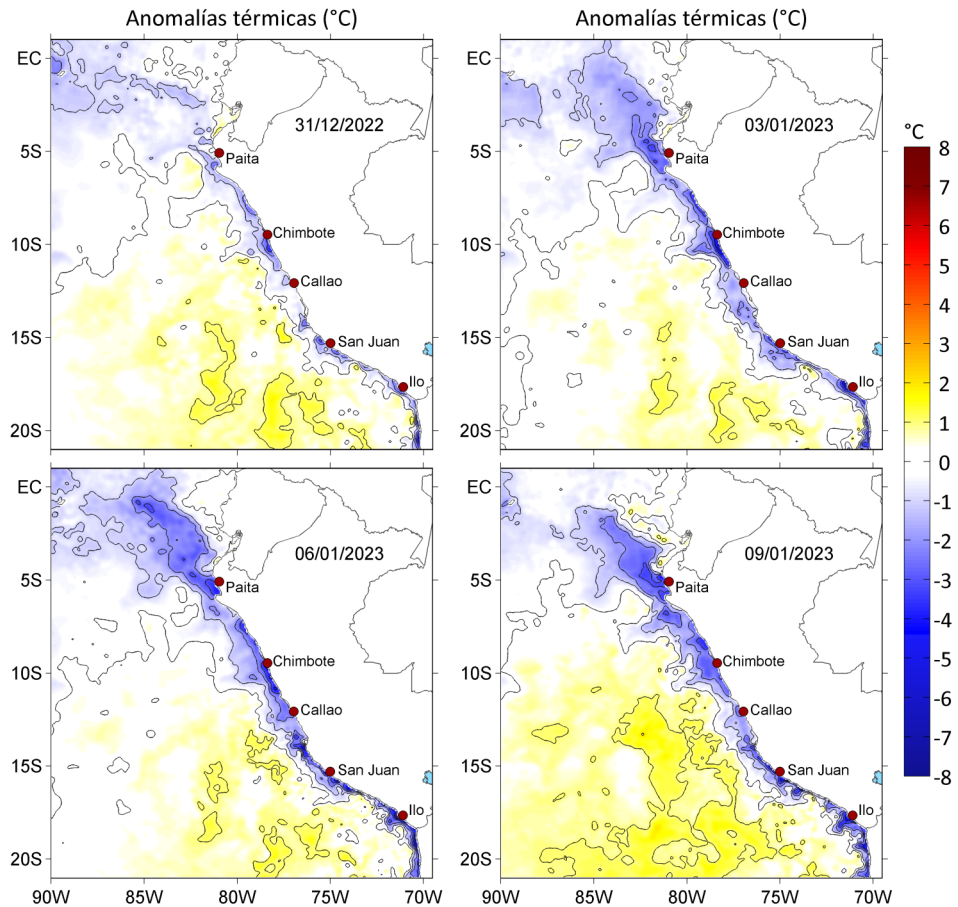 Anomalías térmicas (°C)
Anomalías térmicas (°C)
EC
5S
10S
15S
20S
31/12/2022
Paita
Chimbote
Callao
San Juan
Ilo
03/01/2023
EC
5S
10S
15S
20S
Paita
Chimbote
Callao
San Juan
Ilo
°C
8
7
6
5
4
3
2
1
0
-1
-2
-3
-4
-5
-6
-7
-8
EC
5S
10S
15S
20S
06/01/2023
Paita
Chimbote
Callao
San Juan
Ilo
90W
85W
80W
75W
70W
EC
5S
10S
15S
20S
09/01/2023
Paita
Chimbote
Callao
San Juan
Ilo
90W
85W
80W
75W
70W